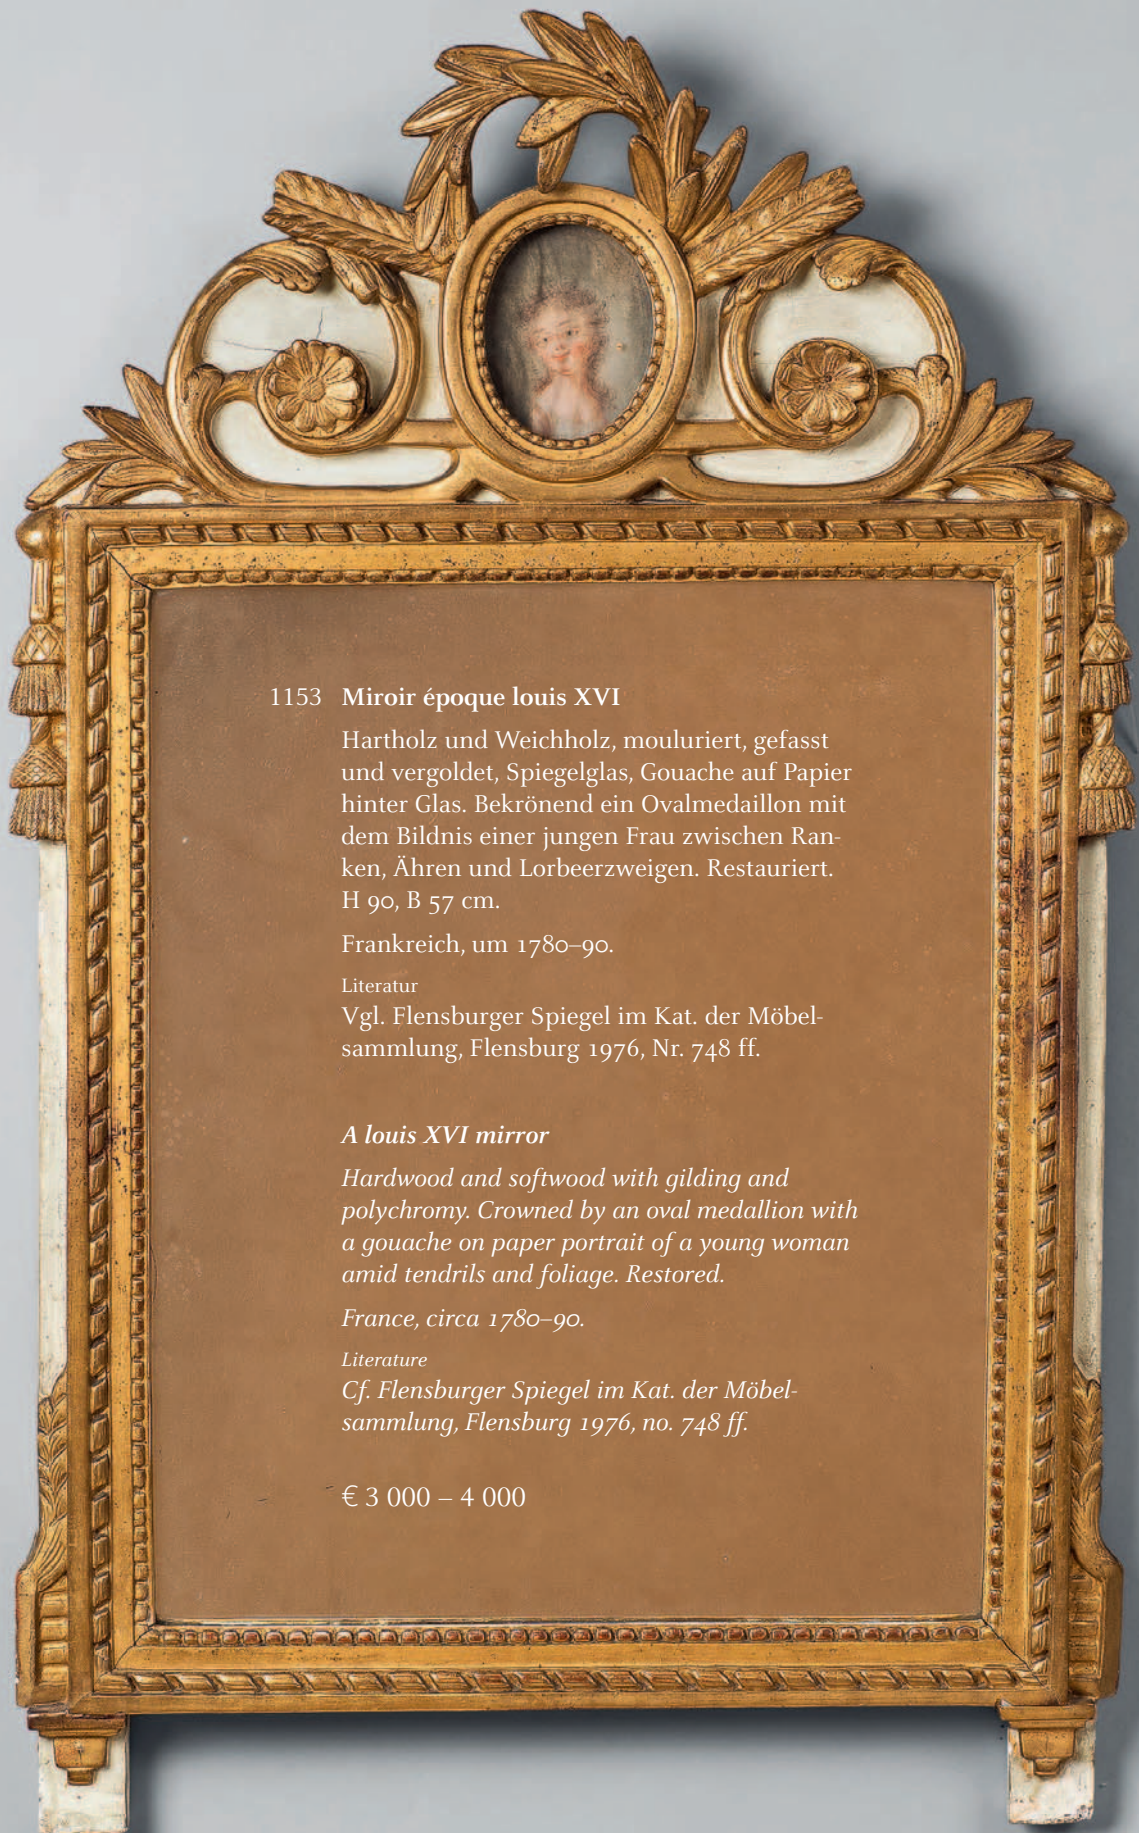 1153 Miroir époque louis XVI
Hartholz und Weichholz, mouluriert, gefasst
und vergoldet, Spiegelglas, Gouache auf Papier
hinter Glas. Bekrönend ein Ovalmedaillon mit
dem Bildnis einer jungen Frau zwischen Ran-
ken, Ähren und Lorbeerzweigen. Restauriert.
H 90, B 57 cm.
Frankreich, um 1780–90.
Literatur
Vgl. Flensburger Spiegel im Kat. der Möbel-
sammlung, Flensburg 1976, Nr. 748 ff.
A louis XVI mirror
Hardwood and softwood with gilding and
polychromy. Crowned by an oval medallion with
a gouache on paper portrait of a young woman
amid tendrils and foliage. Restored.
France, circa 1780–90.
Literature
Cf. Flensburger Spiegel im Kat. der Möbel-
sammlung, Flensburg 1976, no. 748 ff.
€ 3 000 – 4 000